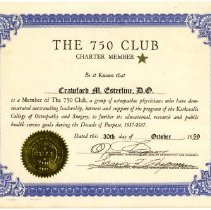 THE 750 CLUB
CHARTER MEMBER
Be it Known that
Crawford M. Esterline, D.O.
is a Member of The 750 Club, a group of osteopathic physicians who have dem-
onstrated leadership, interest and support of the program of the Kirksville
College of Osteopathy and Surgery, to further its educational, research and public
health service goals during the Decade of Purpose, 1957-1967.
Dated this 30th day of October 1959